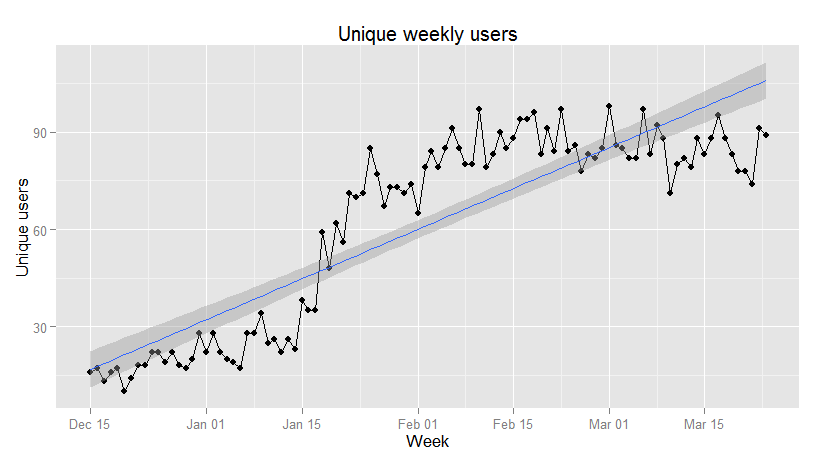 Unique weekly users
Unique users
90
60
30
Dec 15 Jan 01 Jan 15 Feb 01 Feb 15 Mar 01 Mar 15
Week